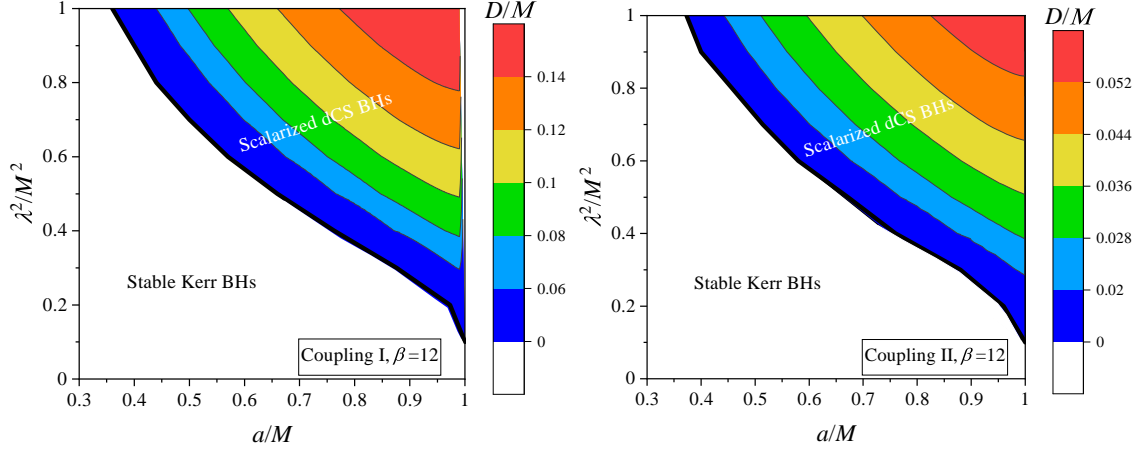 D/M
1
0.8
0.6
0.4
0.2
0
λ²/M²
Scalarized dCS BHs
Stable Kerr BHs
Coupling I, β=12
0.3 0.4 0.5 0.6 0.7 0.8 0.9 1
a/M
0.14
0.12
0.1
0.08
0.06
0
D/M
1
0.8
0.6
0.4
0.2
0
λ²/M²
Scalarized dCS BHs
Stable Kerr BHs
Coupling II, β=12
0.3 0.4 0.5 0.6 0.7 0.8 0.9 1
a/M
0.052
0.044
0.036
0.028
0.02
0